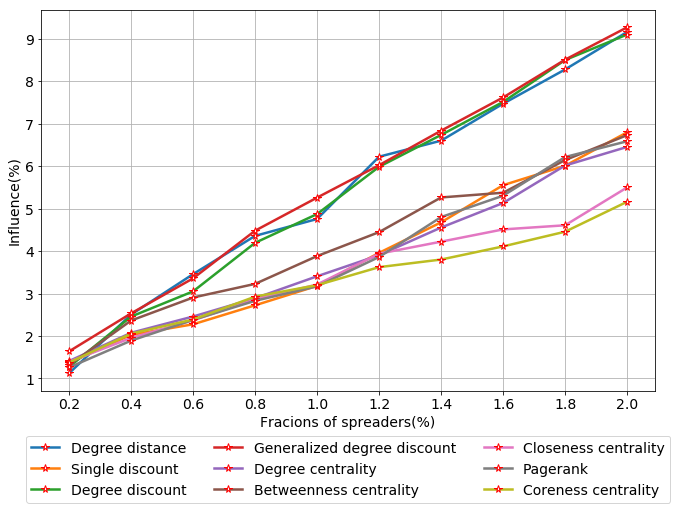 9
8
7
6
5
4
3
2
1
Influence(%)
0.2 0.4 0.6 0.8 1.0 1.2 1.4 1.6 1.8 2.0
Fracions of spreaders(%)
Degree distance Generalized degree discount Closeness centrality
Single discount Degree centrality Pagerank
Degree discount Betweenness centrality Coreness centrality